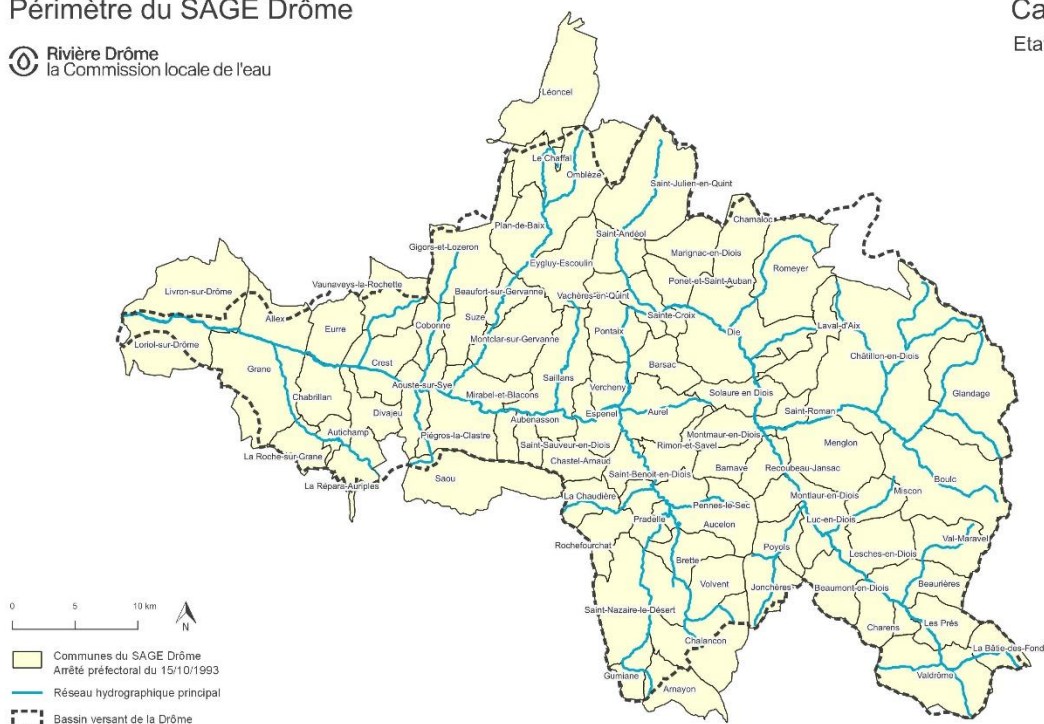 Périmètre du SAGE Drôme
Ca
Eta
Rivière Drôme
la Commission locale de l'eau
Léoncel
Le Chaffal
Omblèze
Saint-Julien-en-Quint
Chamaloc
Plan-de-Baix
Saint-Andéol
Gigors-et-Lozeron
Marignac-en-Diois
Eygluy-Escoulin
Romeyer
Ponet-et-Saint-Auban
Vaunaveys-la-Rochette
Livron-sur-Drôme
Beaufort-sur-Gervanne
Vachères-en-Quint
Allex
Suze
Sainte-Croix
Eurre
Cobonne
Pontaix
Die
Laval-d'Aix
Loriol-sur-Drôme
Montclar-sur-Gervanne
Châtillon-en-Diois
Grane
Crest
Barsac
Saillans
Aouste-sur-Sye
Vercheny
Solaure en Diois
Glandage
Mirabel-et-Blacons
Chabrillan
Divajeu
Espenel
Aurel
Saint-Roman
Aubenasson
Autichamp
Piégros-la-Clastre
Montmaur-en-Diois
Saint-Sauveur-en-Diois
Rimon-et-Savel
Menglon
La Roche-sur-Grane
Chastel-Arnaud
Barnave
Recoubeau-Jansac
Saint-Benoit-en-Diois
Saou
Boulc
La Répara-Auriples
Miscon
La Chaudière
Montlaur-en-Diois
Pennes-le-Sec
Pradelle
Aucelon
Luc-en-Diois
Val-Maravel
Rochefourchat
Poyols
Lesches-en-Diois
Brette
Volvent
Jonchères
Beaumont-en-Diois
Beaurières
Saint-Nazaire-le-Désert
Charens
Les Prés
Chalancon
La Bâtie-des-Fond
Gumiane
Valdrôme
Arnayon
0 5 10 km
N
Communes du SAGE Drôme
Arrêté préfectoral du 15/10/1993
Réseau hydrographique principal
Bassin versant de la Drôme